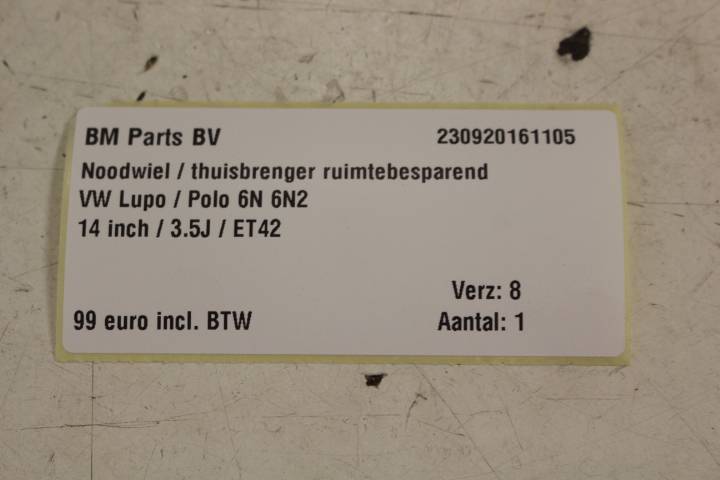 BM Parts BV 230920161105
Noodwiel / thuisbrenger ruimtebesparend
VW Lupo / Polo 6N 6N2
14 inch / 3.5J / ET42
Verz: 8
99 euro incl. BTW Aantal: 1